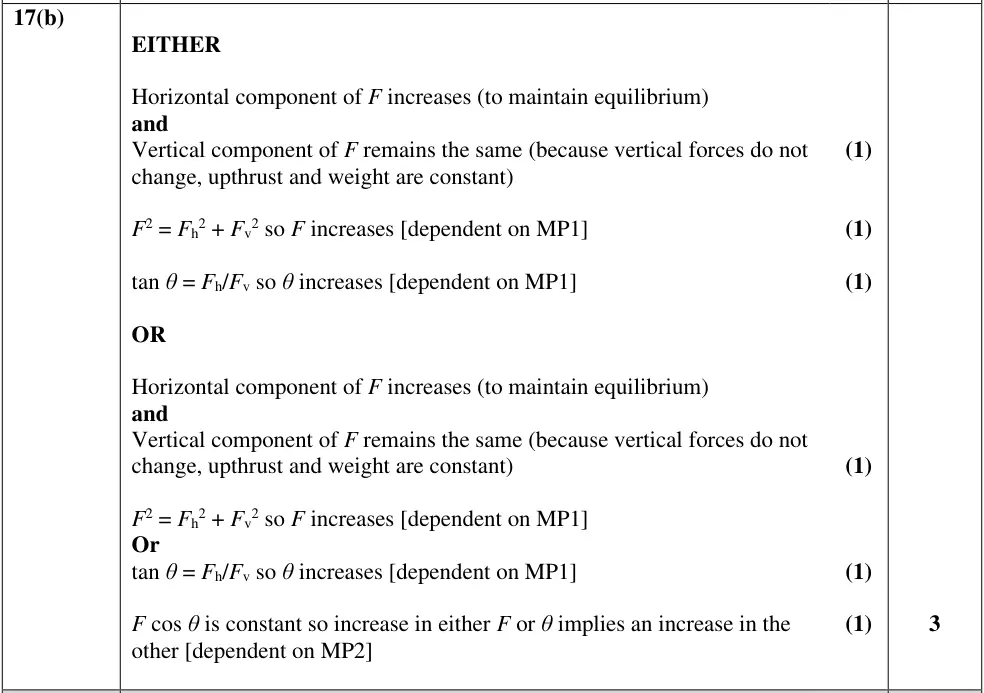 17(b)
EITHER
Horizontal component of F increases (to maintain equilibrium)
and
Vertical component of F remains the same (because vertical forces do not (1)
change, upthrust and weight are constant)
F² = Fₕ² + Fᵥ² so F increases [dependent on MP1] (1)
tan θ = Fₕ/Fᵥ so θ increases [dependent on MP1] (1)
OR
Horizontal component of F increases (to maintain equilibrium)
and
Vertical component of F remains the same (because vertical forces do not
change, upthrust and weight are constant) (1)
F² = Fₕ² + Fᵥ² so F increases [dependent on MP1]
Or
tan θ = Fₕ/Fᵥ so θ increases [dependent on MP1] (1)
F cos θ is constant so increase in either F or θ implies an increase in the (1) 3
other [dependent on MP2]